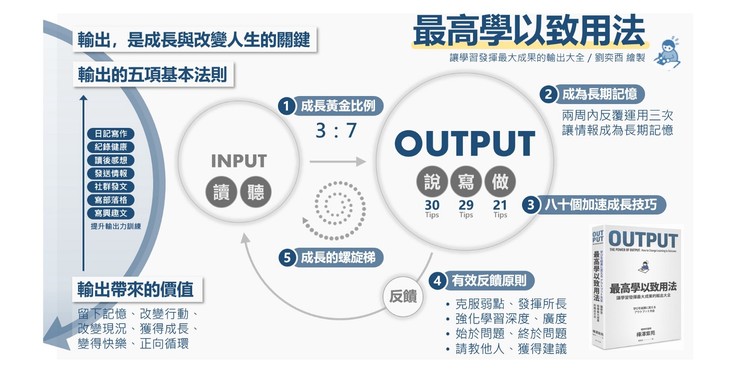 輸出，是成長與改變人生的關鍵
輸出的五項基本法則
日記寫作
紀錄健康
讀後感想
發送情報
社群發文
寫部落格
寫興趣文
提升輸出力訓練
輸出帶來的價值
留下記憶、改變行動、
改變現況、獲得成長、
變得快樂、正向循環
最高學以致用法
讓學習發揮最大成果的輸出大全 / 劉奕酉 繪製
1 成長黃金比例
3：7
INPUT
讀 聽
OUTPUT
說 寫 做
30 29 21
Tips Tips Tips
2 成為長期記憶
兩周內反覆運用三次
讓情報成為長期記憶
3 八十個加速成長技巧
4 有效反饋原則
• 克服弱點、發揮所長
• 強化學習深度、廣度
• 始於問題、終於問題
• 請教他人、獲得建議
5 成長的螺旋梯
反饋
OUT
PUT
OUTPUT
最高學以致用法
讓學習發揮最大成果的輸出大全
樺澤紫苑
最高學以致用法